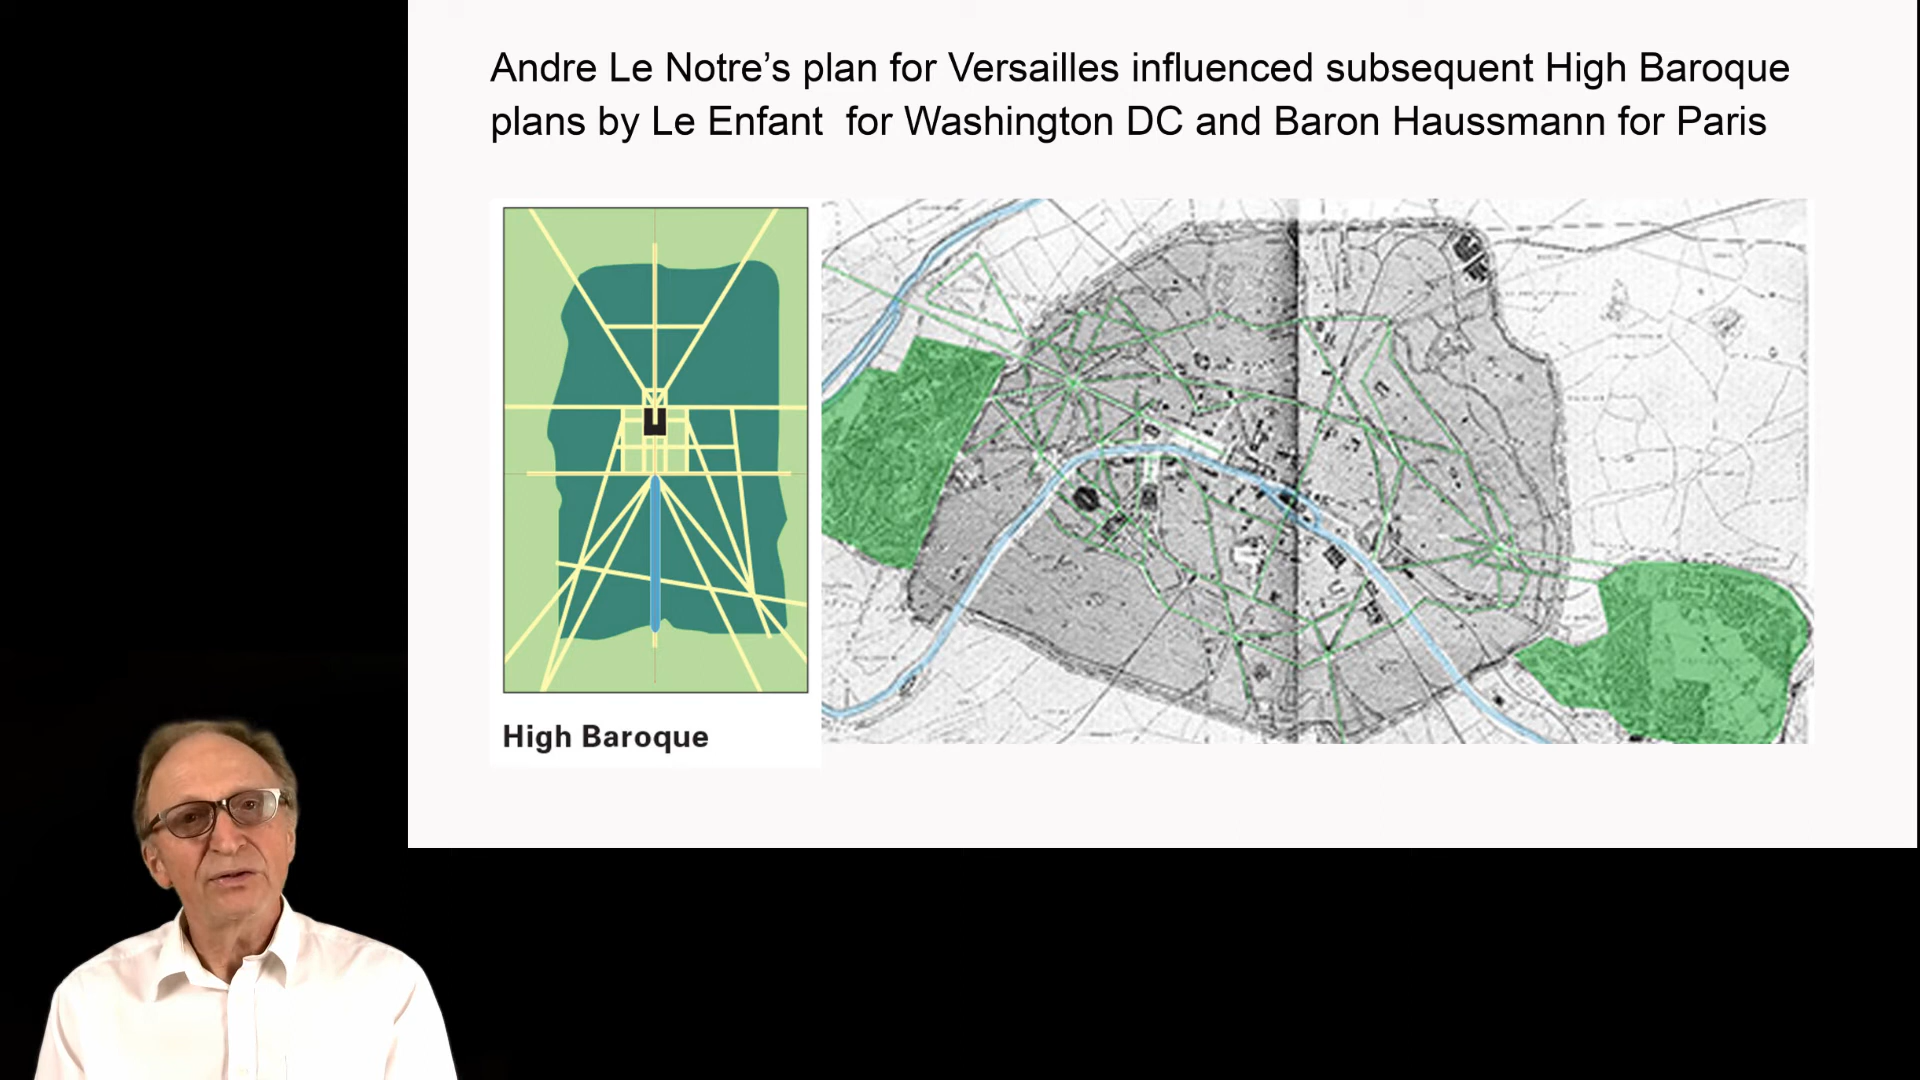 Andre Le Notre’s plan for Versailles influenced subsequent High Baroque
plans by Le Enfant  for Washington DC and Baron Haussmann for Paris
High Baroque